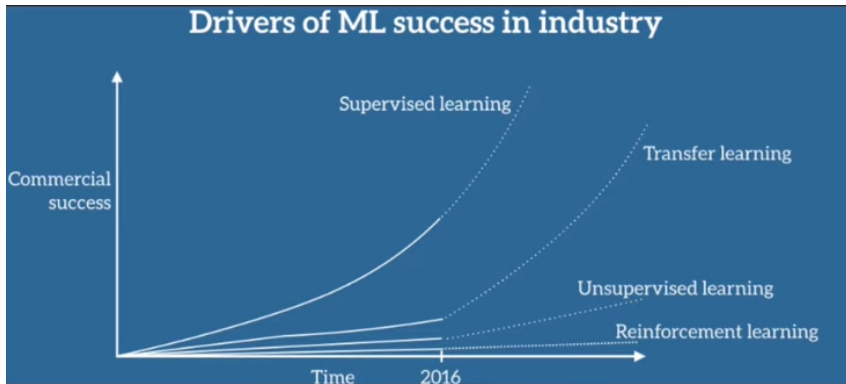 Drivers of ML success in industry
Supervised learning
Transfer learning
Commercial
success
Unsupervised learning
Reinforcement learning
Time
2016